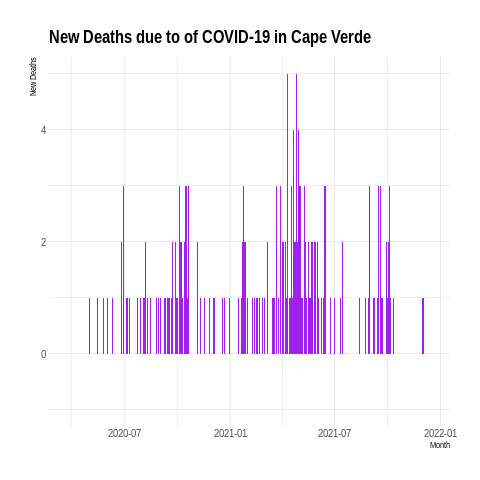 New Deaths due to of COVID-19 in Cape Verde
New Deaths
4
2
0
2020-07 2021-01 2021-07 2022-01
Month